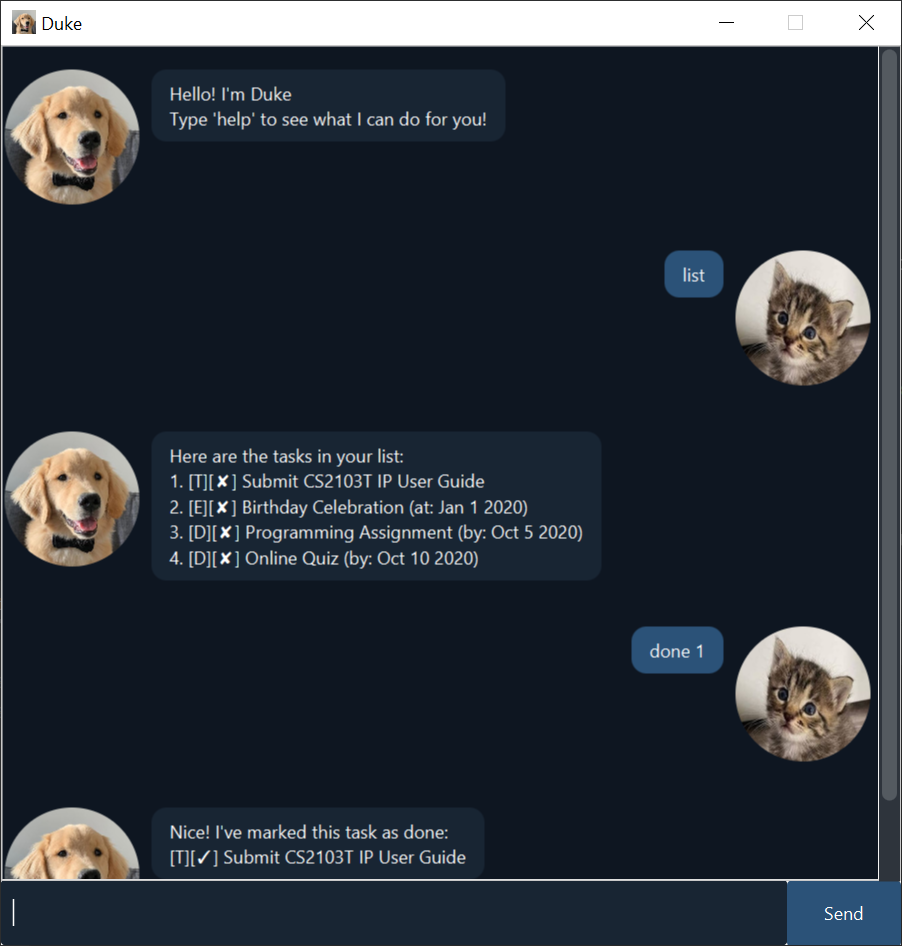 Duke
Hello! I'm Duke
Type 'help' to see what I can do for you!
list
Here are the tasks in your list:
1. [T][✘] Submit CS2103T IP User Guide
2. [E][✘] Birthday Celebration (at: Jan 1 2020)
3. [D][✘] Programming Assignment (by: Oct 5 2020)
4. [D][✘] Online Quiz (by: Oct 10 2020)
done 1
Nice! I've marked this task as done:
[T][✓] Submit CS2103T IP User Guide
Send